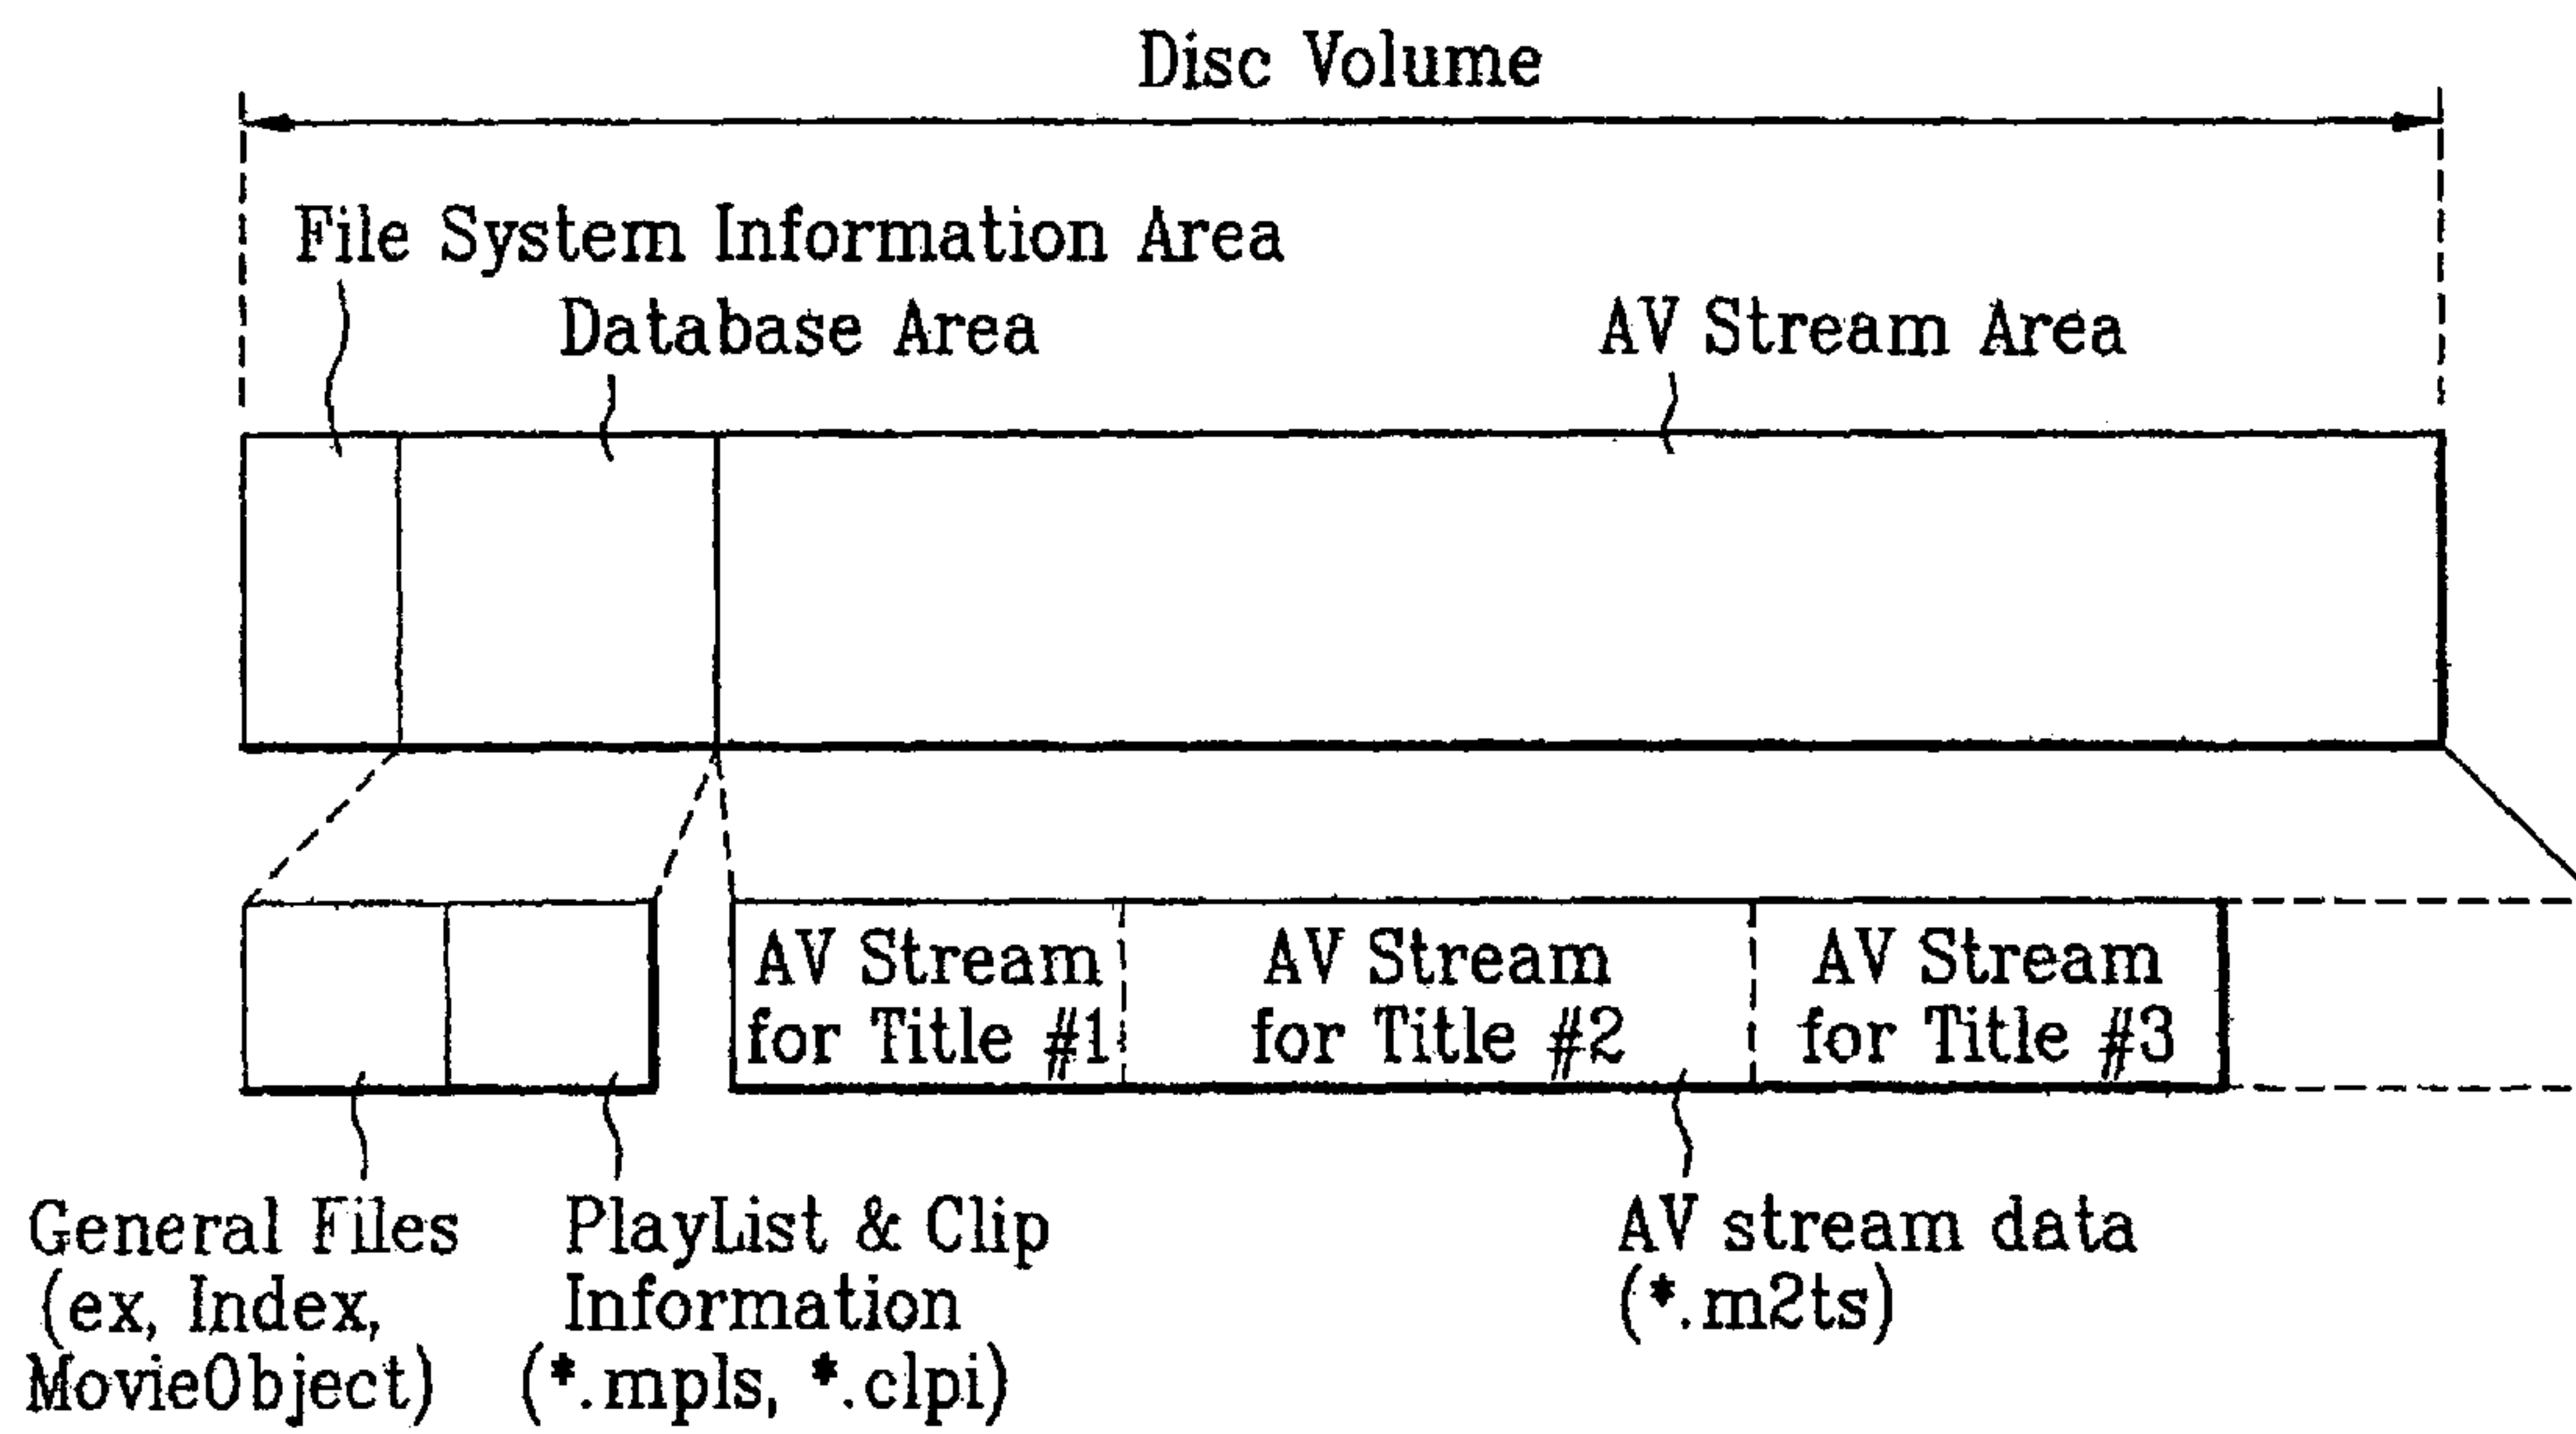 Disc Volume
File System Information Area
Database Area
AV Stream Area
AV Stream
for Title #1
AV Stream
for Title #2
AV Stream
for Title #3
General Files
(ex, Index,
MovieObject)
PlayList & Clip
Information
(*.mpls, *.clpi)
AV stream data
(*.m2ts)